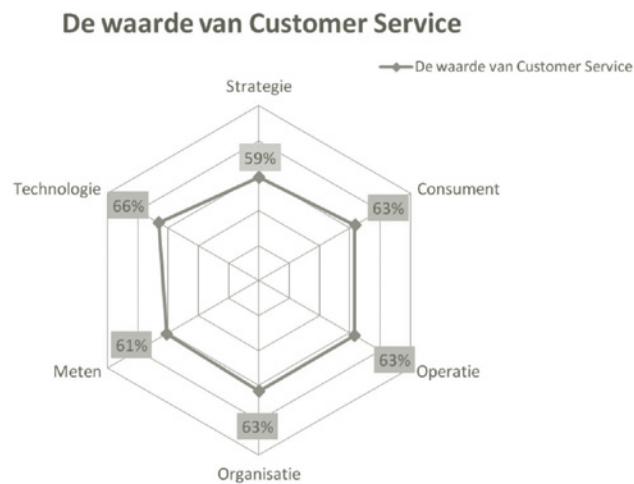 De waarde van Customer Service
De waarde van Customer Service
Strategie
59%
Technologie
66%
Consument
63%
Meten
61%
Operatie
63%
63%
Organisatie